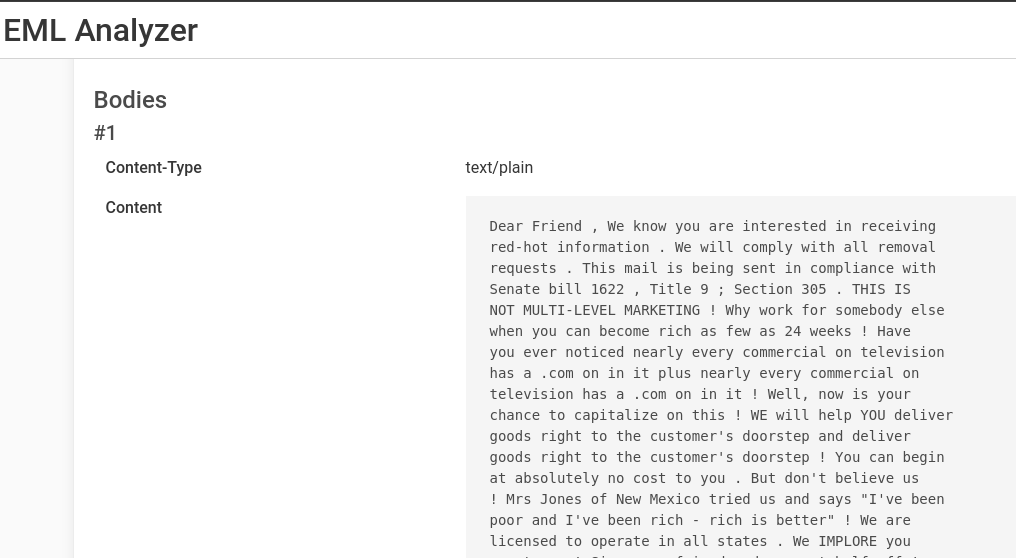 EML Analyzer
Bodies
#1
Content-Type text/plain
Content
Dear Friend , We know you are interested in receiving
red-hot information . We will comply with all removal
requests . This mail is being sent in compliance with
Senate bill 1622 , Title 9 ; Section 305 . THIS IS
NOT MULTI-LEVEL MARKETING ! Why work for somebody else
when you can become rich as few as 24 weeks ! Have
you ever noticed nearly every commercial on television
has a .com on in it plus nearly every commercial on
television has a .com on in it ! Well, now is your
chance to capitalize on this ! WE will help YOU deliver
goods right to the customer's doorstep and deliver
goods right to the customer's doorstep ! You can begin
at absolutely no cost to you . But don't believe us
! Mrs Jones of New Mexico tried us and says "I've been
poor and I've been rich - rich is better" ! We are
licensed to operate in all states . We IMPLORE you